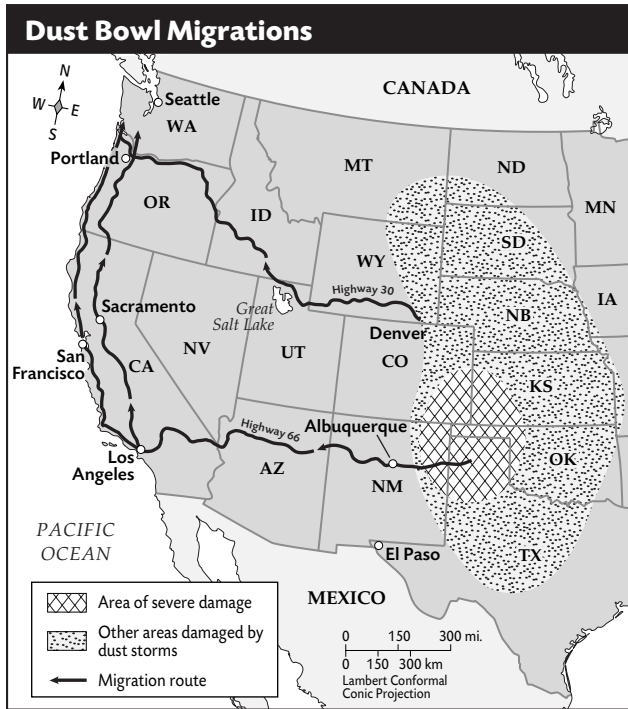 Dust Bowl Migrations
N
W
E
S
CANADA
Seattle
WA
Portland
MT
ND
MN
OR
ID
SD
WY
Highway 30
IA
Great
Salt Lake
NB
Sacramento
Denver
NV
UT
CO
San
Francisco
CA
KS
Highway 66
Albuquerque
Los
Angeles
AZ
NM
OK
PACIFIC
OCEAN
El Paso
TX
MEXICO
Area of severe damage
Other areas damaged by
dust storms
Migration route
0 150 300 mi.
0 150 300 km
Lambert Conformal
Conic Projection